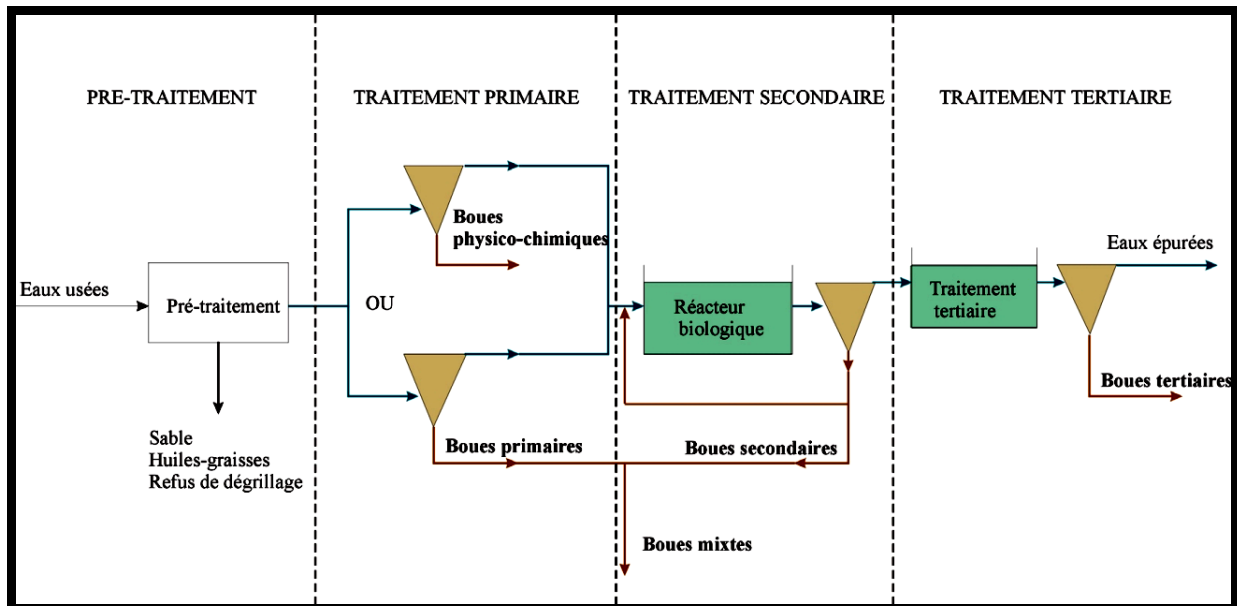 PRE-TRAITEMENT
TRAITEMENT PRIMAIRE
TRAITEMENT SECONDAIRE
TRAITEMENT TERTIAIRE
Eaux usées
Pré-traitement
Sable
Huiles-graisses
Refus de dégrillage
OU
Boues
physico-chimiques
Boues primaires
Réacteur
biologique
Boues secondaires
Boues mixtes
Traitement
tertiaire
Eaux épurées
Boues tertiaires